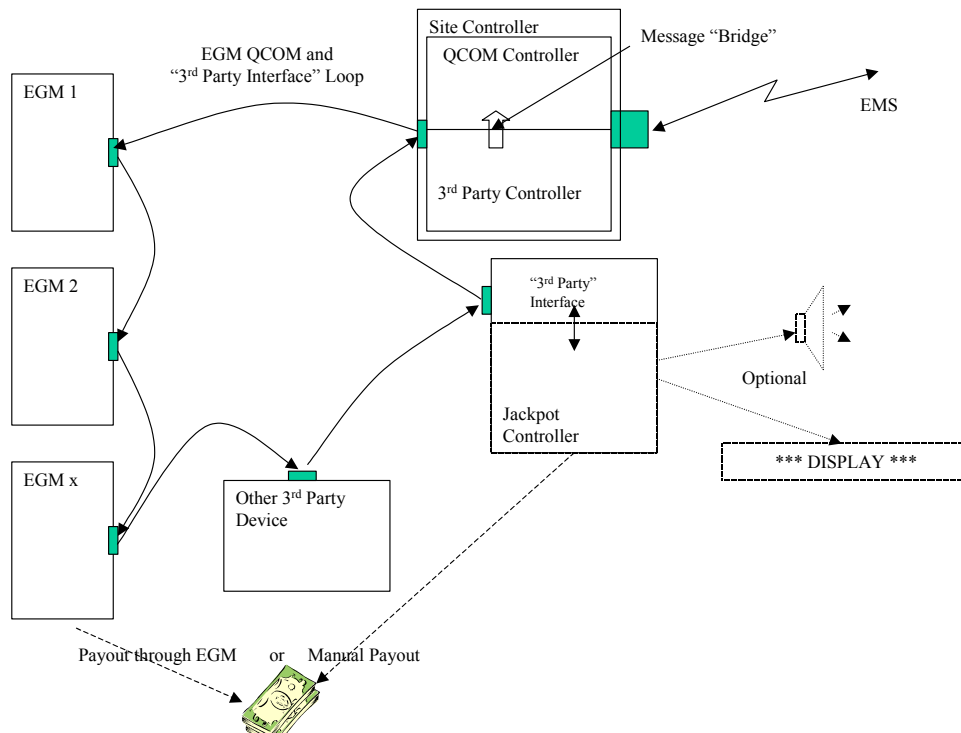 Site Controller
QCOM Controller
Message “Bridge”
EGM QCOM and
“3rd Party Interface” Loop
EGM 1
EMS
3rd Party Controller
EGM 2
“3rd Party”
Interface
Optional
Jackpot
Controller
*** DISPLAY ***
EGM x
Other 3rd Party
Device
Payout through EGM or Manual Payout